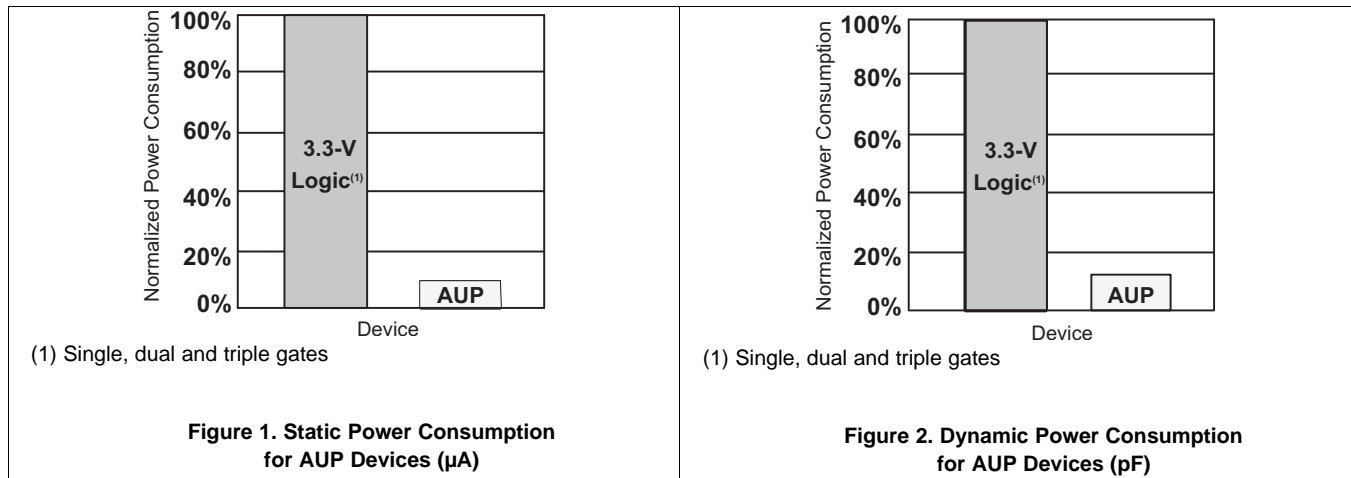 Normalized Power Consumption
100%
80%
60%
40%
20%
0%
3.3-V
Logic(1)
AUP
Device
(1) Single, dual and triple gates
Figure 1. Static Power Consumption
for AUP Devices (µA)
Normalized Power Consumption
100%
80%
60%
40%
20%
0%
3.3-V
Logic(1)
AUP
Device
(1) Single, dual and triple gates
Figure 2. Dynamic Power Consumption
for AUP Devices (pF)